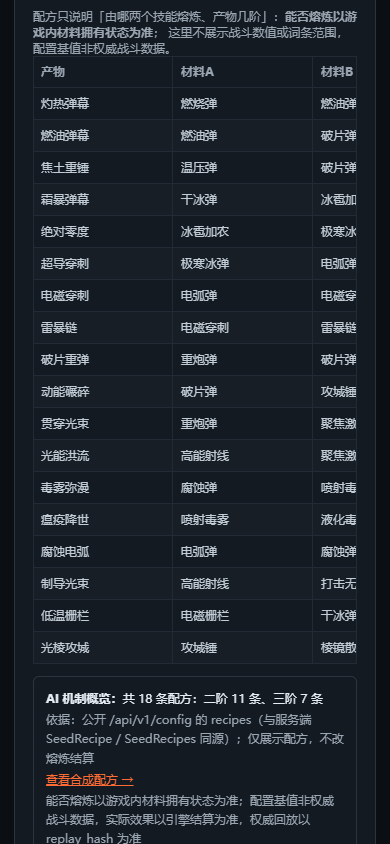 配方只说明「由哪两个技能熔炼、产物几阶」：能否熔炼以游
戏内材料拥有状态为准； 这里不展示战斗数值或词条范围，
配置基值非权威战斗数据。
产物 材料A 材料B
灼热弹幕 燃烧弹 燃油弹
燃油弹幕 燃油弹 破片弹
焦土重锤 温压弹 破片弹
霜暴弹幕 干冰弹 冰雹加
绝对零度 冰雹加农 极寒冰
超导穿刺 极寒冰弹 电弧弹
电磁穿刺 电弧弹 电磁穿
雷暴链 电磁穿刺 雷暴链
破片重弹 重炮弹 破片弹
动能碾碎 破片弹 攻城锤
贯穿光束 重炮弹 聚焦激
光能洪流 高能射线 聚焦激
毒雾弥漫 腐蚀弹 喷射毒
瘟疫降世 喷射毒雾 液化毒
腐蚀电弧 电弧弹 腐蚀弹
制导光束 高能射线 打击无
低温栅栏 电磁栅栏 干冰弹
光棱攻城 攻城锤 棱镜散
AI 机制概览：共 18 条配方：二阶 11 条、三阶 7 条
依据：公开 /api/v1/config 的 recipes（与服务端
SeedRecipe / SeedRecipes 同源）；仅展示配方，不改
熔炼结算
查看合成配方 →
能否熔炼以游戏内材料拥有状态为准；配置基值非权威
战斗数据，实际效果以引擎结算为准，权威回放以
replay_hash 为准